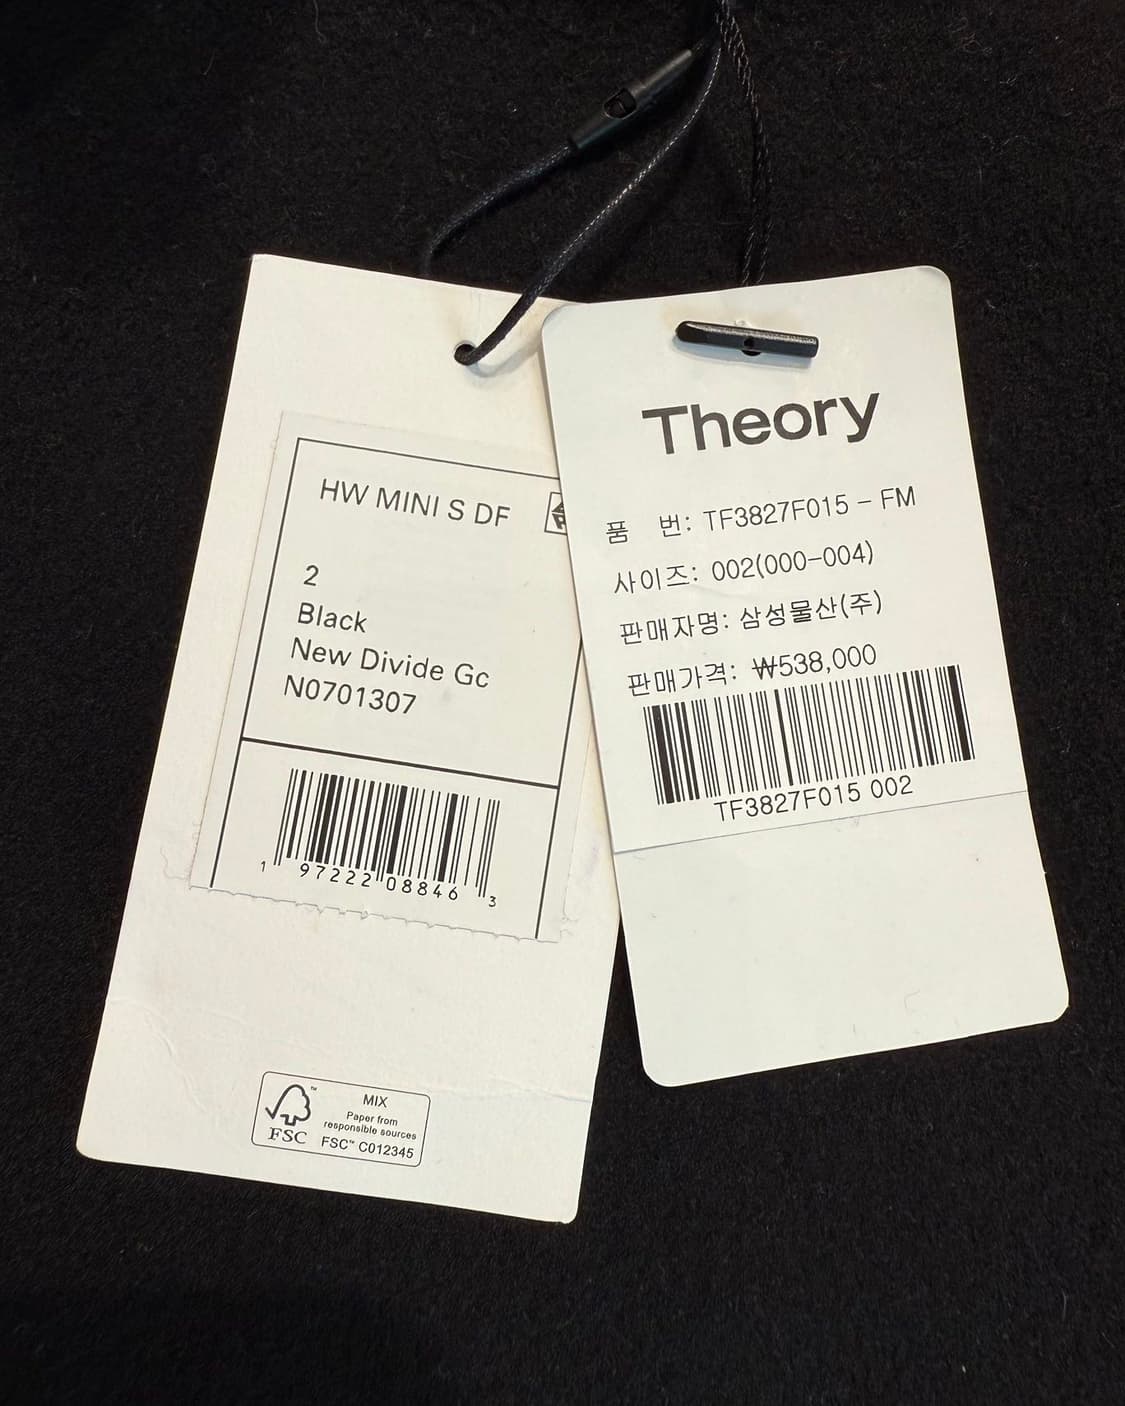 HW MINI S DF
2
Black
New Divide Gc
N0701307
1 97222 08846 3
MIX
Paper from
responsible sources
FSC™ C012345
FSC
Theory
품 번: TF3827F015 - FM
사이즈: 002(000-004)
판매자명: 삼성물산(주)
판매가격: ₩538,000
TF3827F015 002